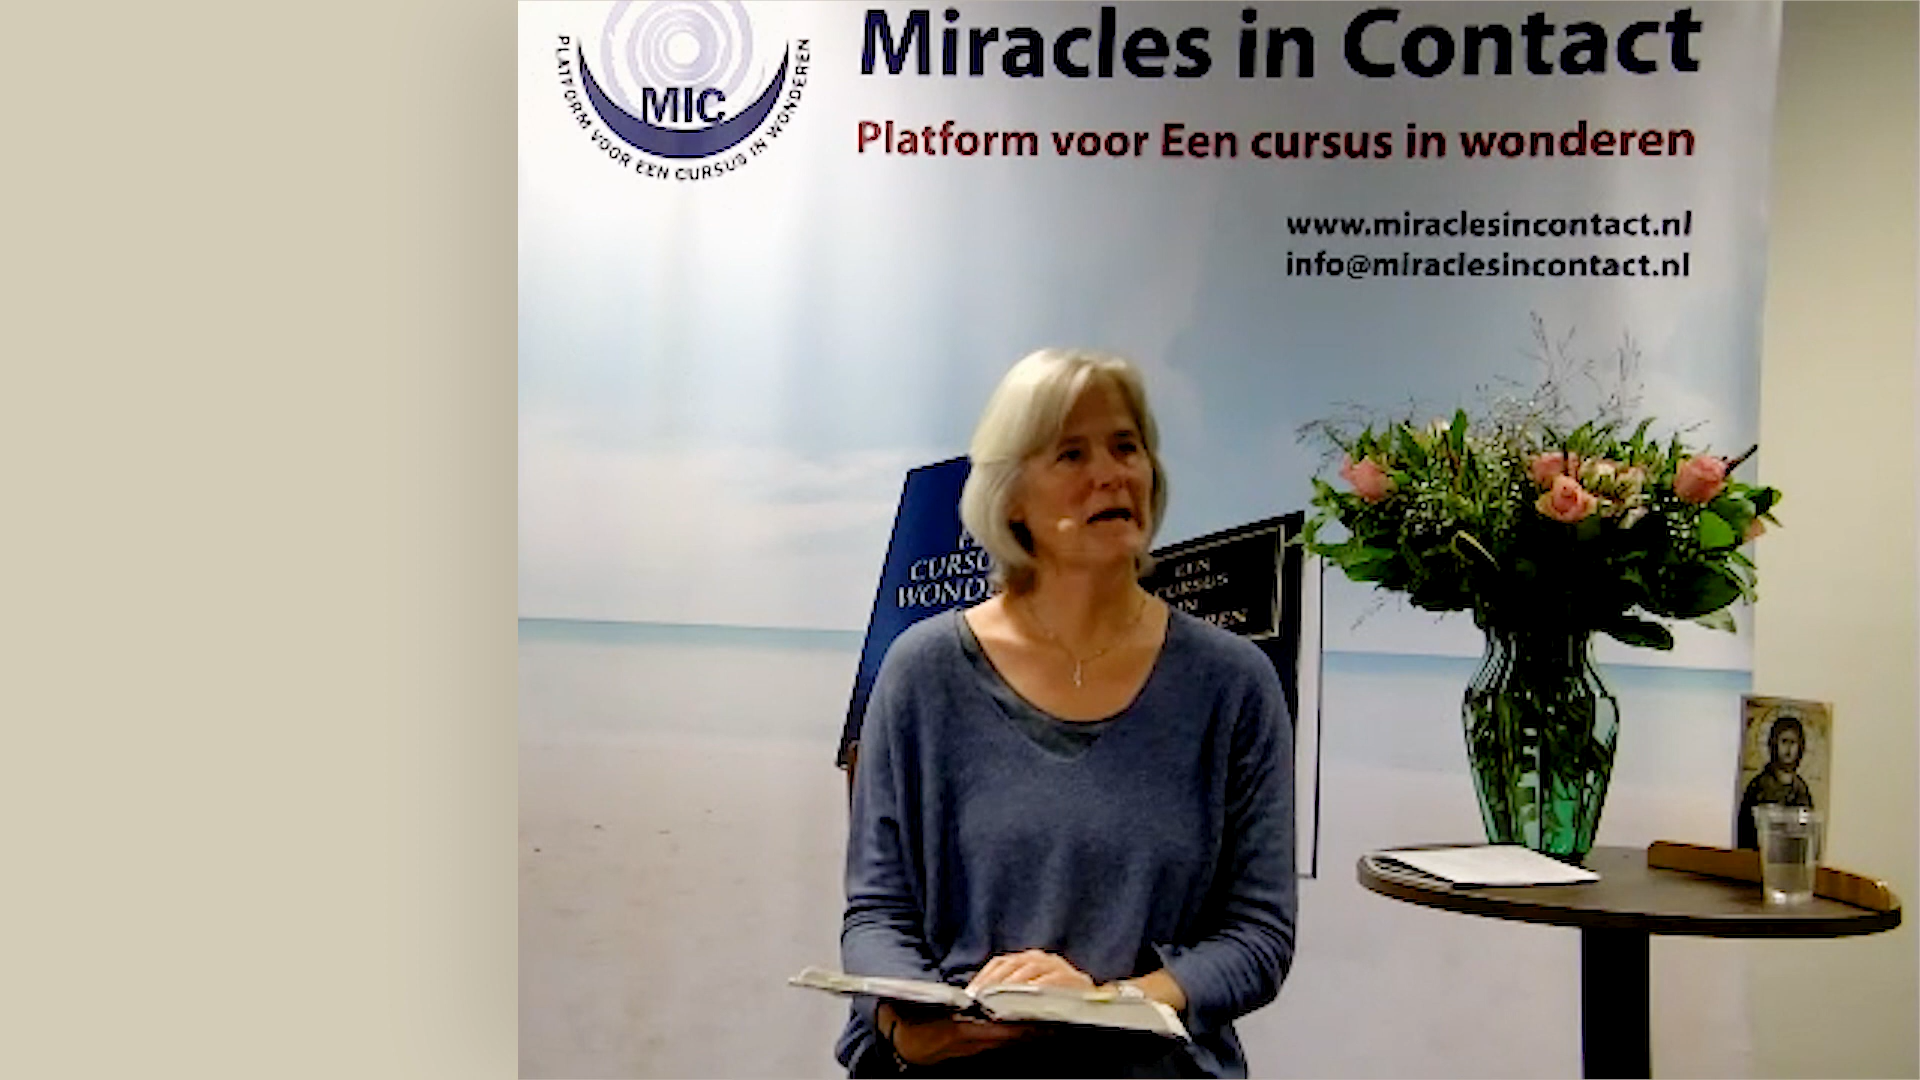 MIC
PLATFORM VOOR EEN CURSUS IN WONDEREN
Miracles in Contact
Platform voor Een cursus in wonderen
www.miraclesincontact.nl
info@miraclesincontact.nl
EEN
CURSUS
IN